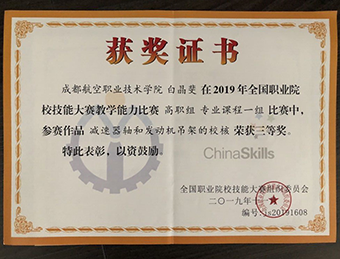 获奖证书
成都航空职业技术学院 白晶斐 在2019年全国职业院
校技能大赛教学能力比赛 高职组 专业课程一组 比赛中,
参赛作品 减速器轴和发动机吊架的校核 荣获三等奖。
特此表彰，以资鼓励。
ChinaSkills
全国职业院校技能大赛组织委员会
二〇一九年十
编号:js20191608